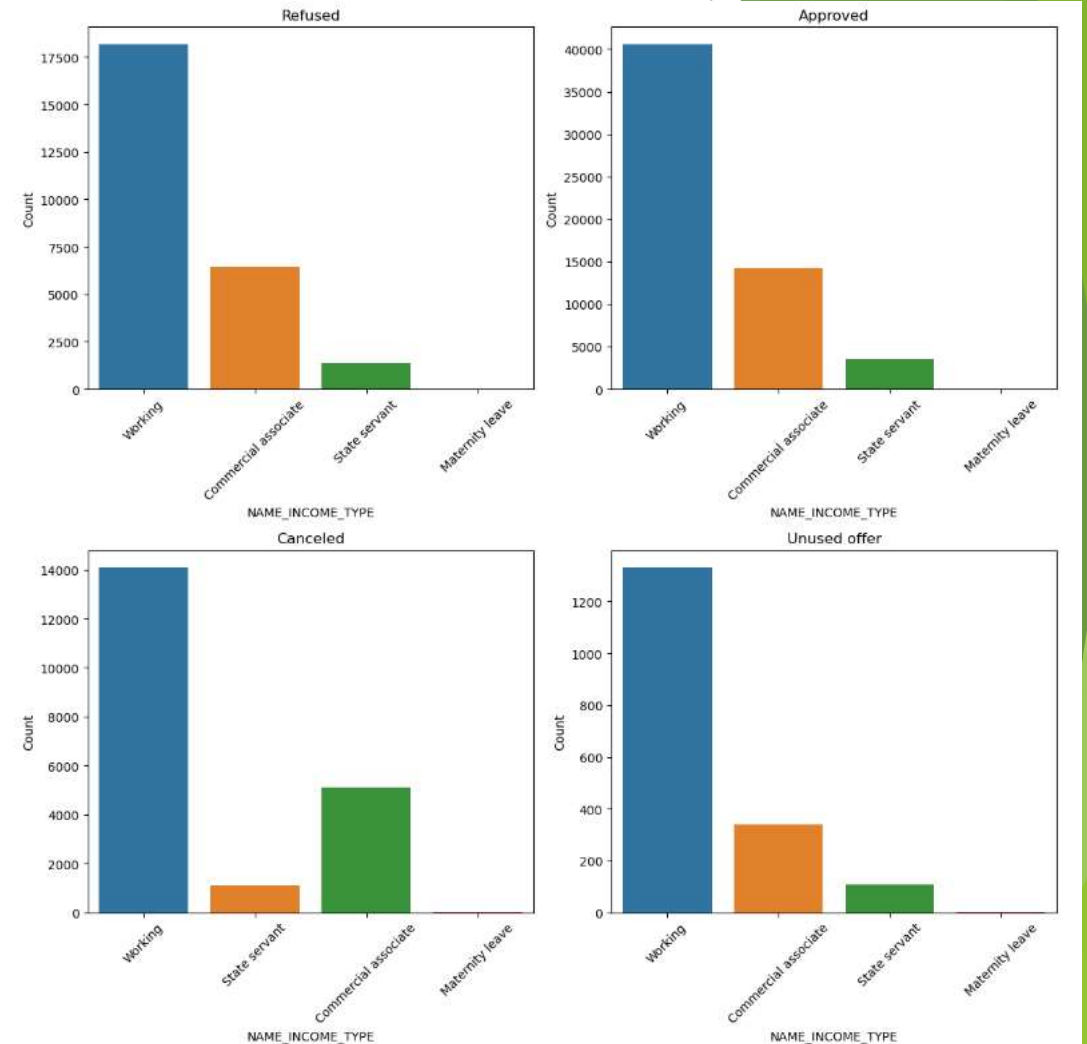 Refused
17500
15000
12500
10000
7500
5000
2500
0
Count
Working
Commercial associate
State servant
Maternity leave
NAME_INCOME_TYPE
Approved
40000
35000
30000
25000
20000
15000
10000
5000
0
Count
Working
Commercial associate
State servant
Maternity leave
NAME_INCOME_TYPE
Canceled
14000
12000
10000
8000
6000
4000
2000
0
Count
Working
State servant
Commercial associate
Maternity leave
NAME_INCOME_TYPE
Unused offer
1200
1000
800
600
400
200
0
Count
Working
Commercial associate
State servant
Maternity leave
NAME_INCOME_TYPE